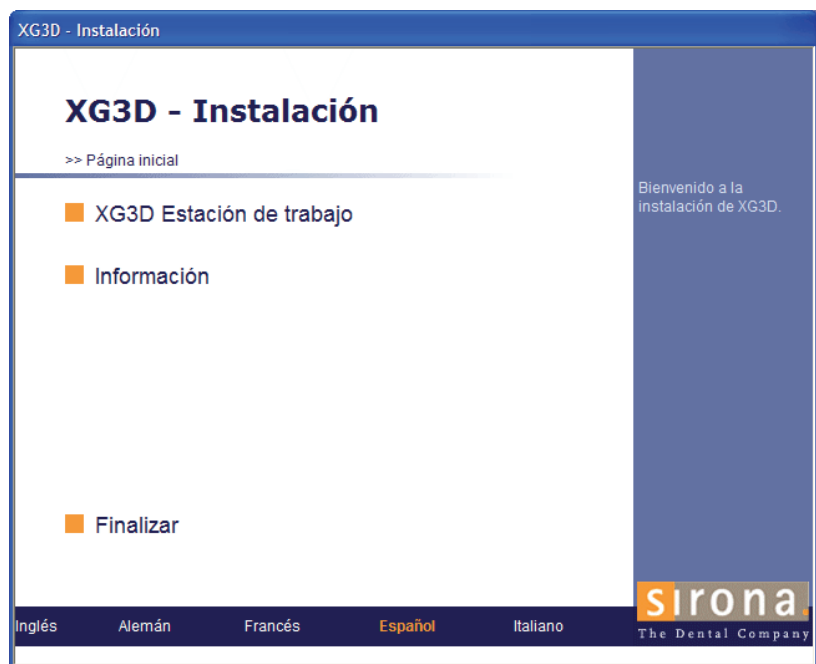 XG3D - Instalación
XG3D - Instalación
>> Página inicial
Bienvenido a la
instalación de XG3D.
XG3D Estación de trabajo
Información
Finalizar
sirona.
The Dental Company
Inglés Alemán Francés Español Italiano